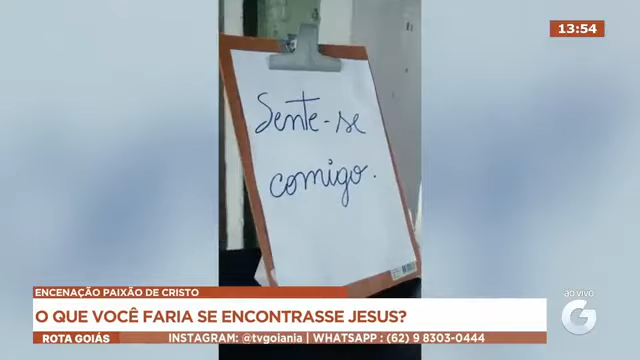 13:54
Sente-se
comigo.
ENCENAÇÃO PAIXÃO DE CRISTO
AO VIVO
O QUE VOCÊ FARIA SE ENCONTRASSE JESUS?
G
ROTA GOIÁS
INSTAGRAM: @tvgoiania | WHATSAPP : (62) 9 8303-0444